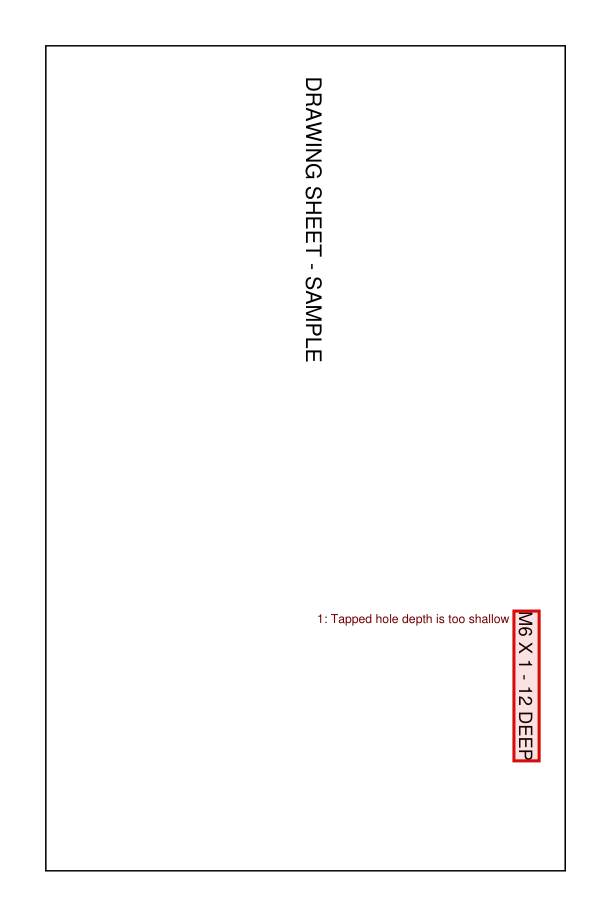 DRAWING SHEET - SAMPLE
1: Tapped hole depth is too shallow
M6 X 1 - 12 DEEP